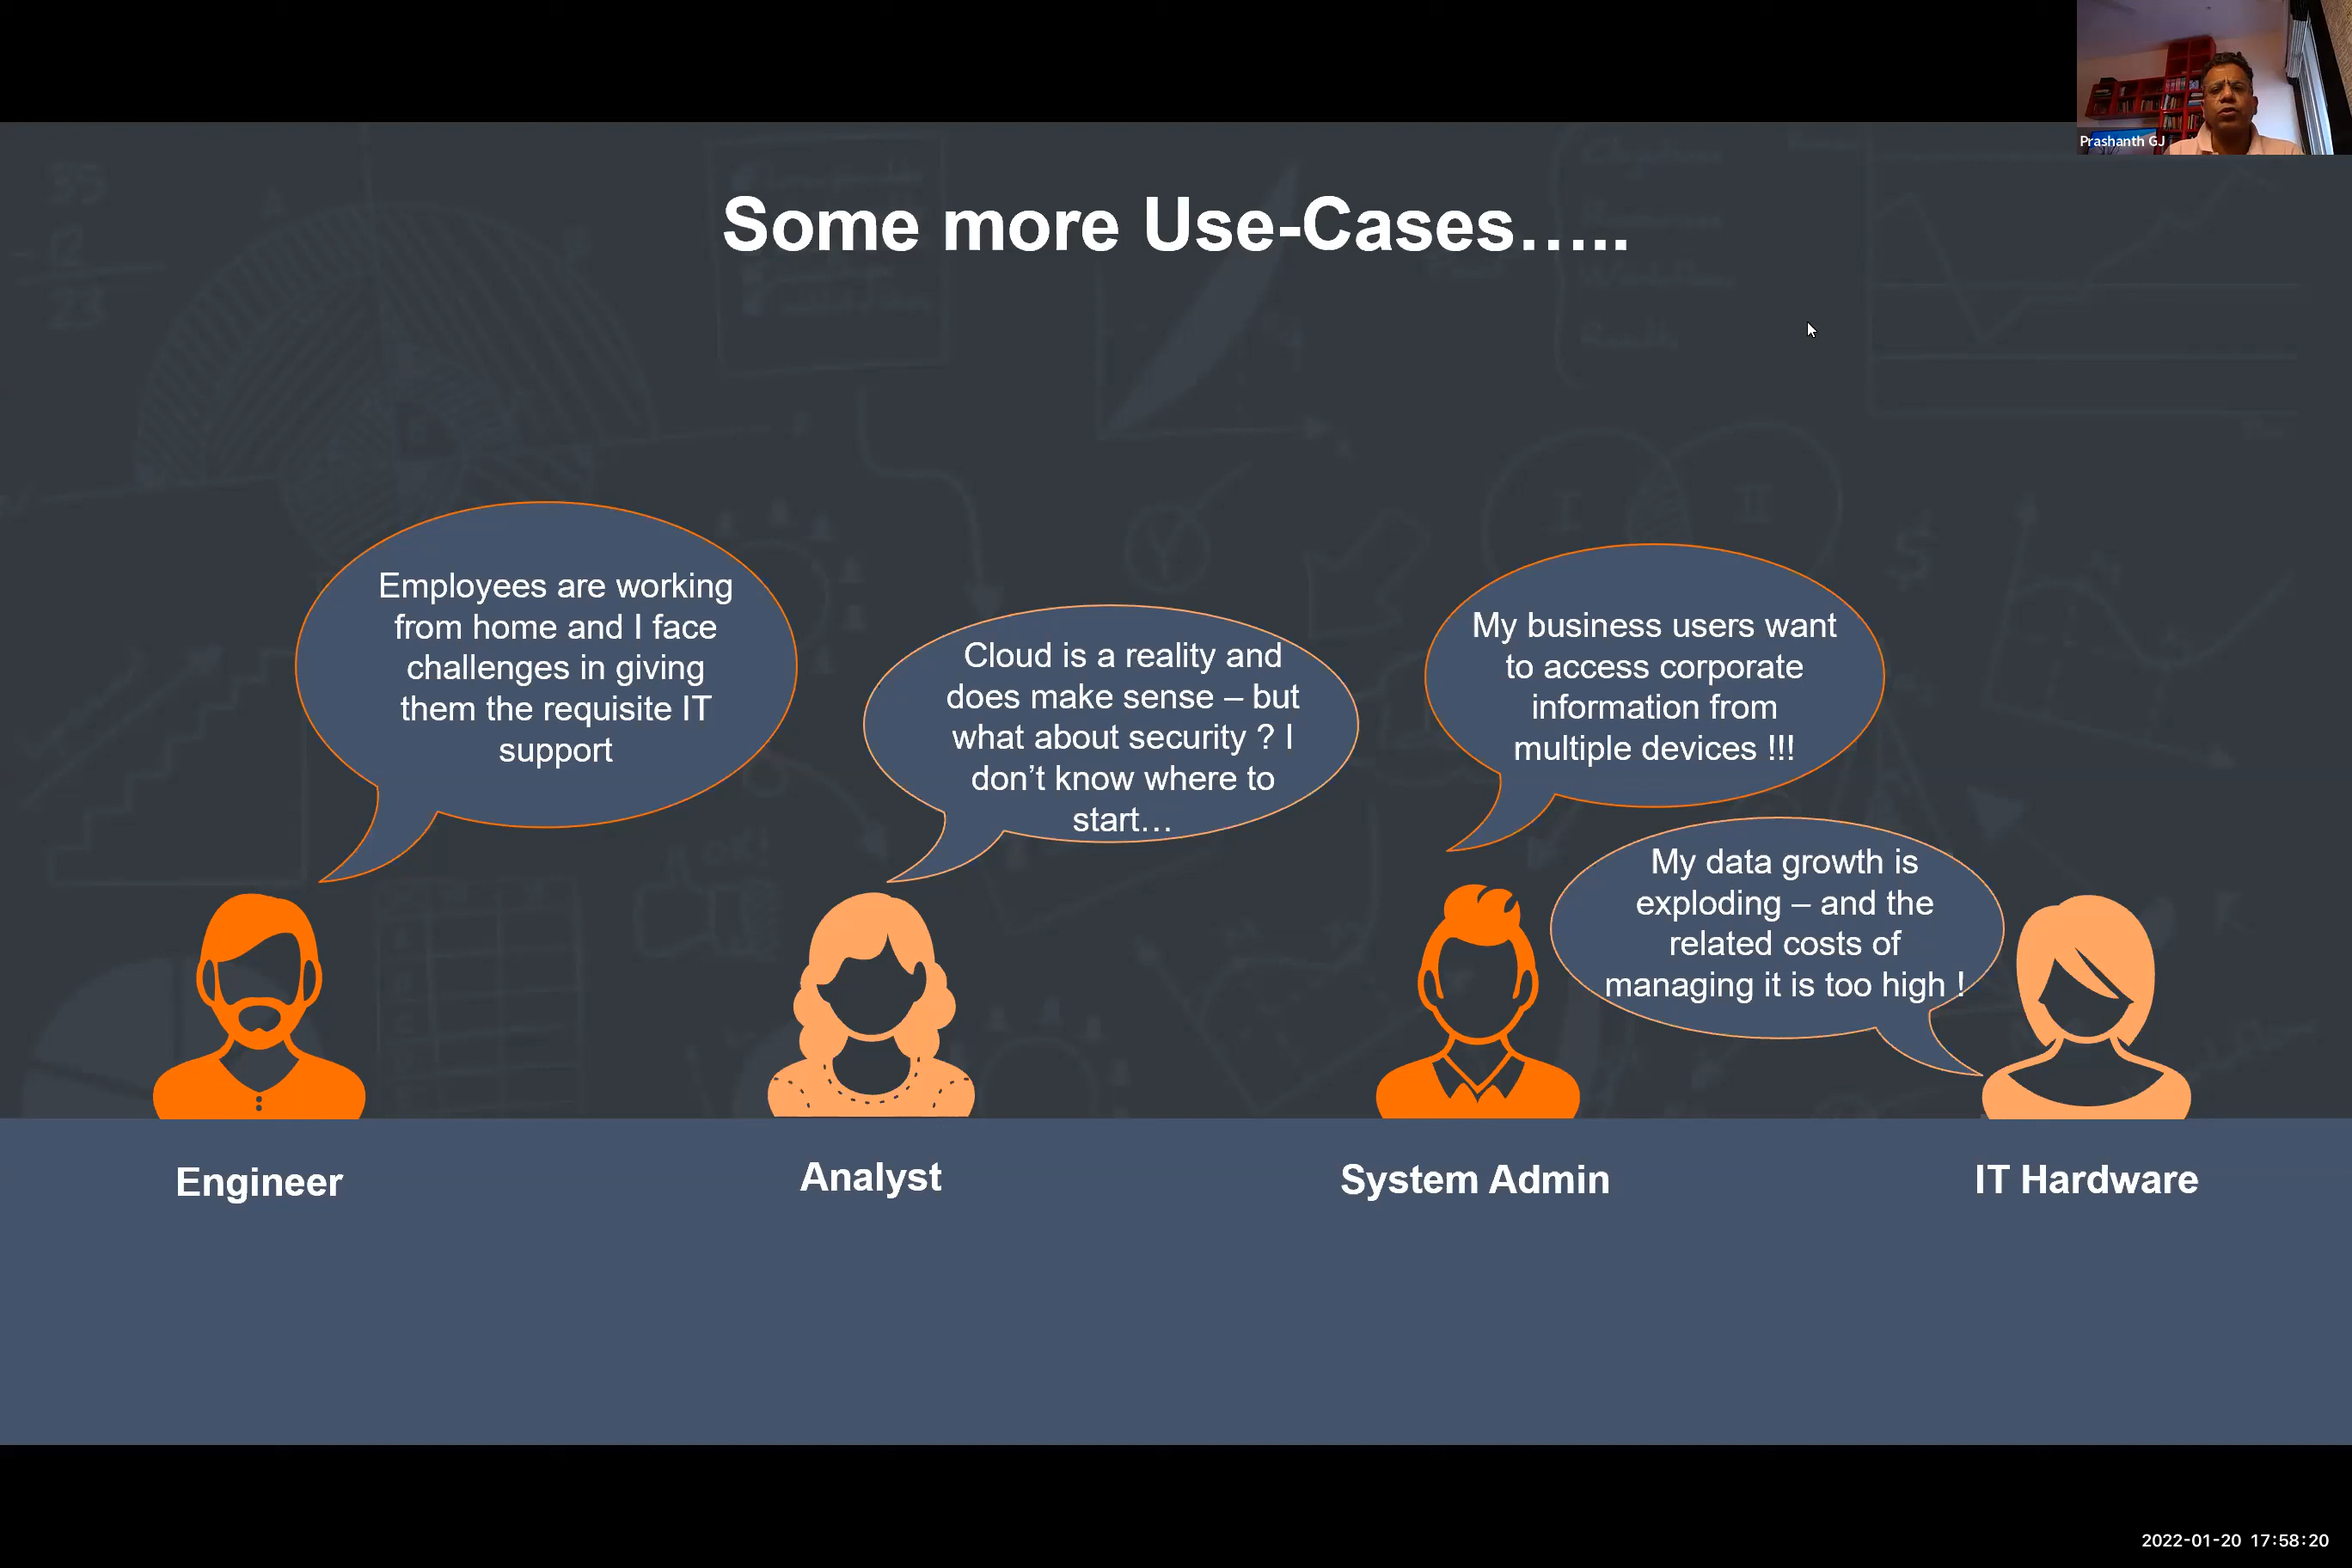 Prashanth GJ
Some more Use-Cases…..
Employees are working
from home and I face
challenges in giving
them the requisite IT
support
Cloud is a reality and
does make sense – but
what about security ? I
don’t know where to
start…
My business users want
to access corporate
information from
multiple devices !!!
My data growth is
exploding – and the
related costs of
managing it is too high !
Engineer
Analyst
System Admin
IT Hardware
2022-01-20 17:58:20